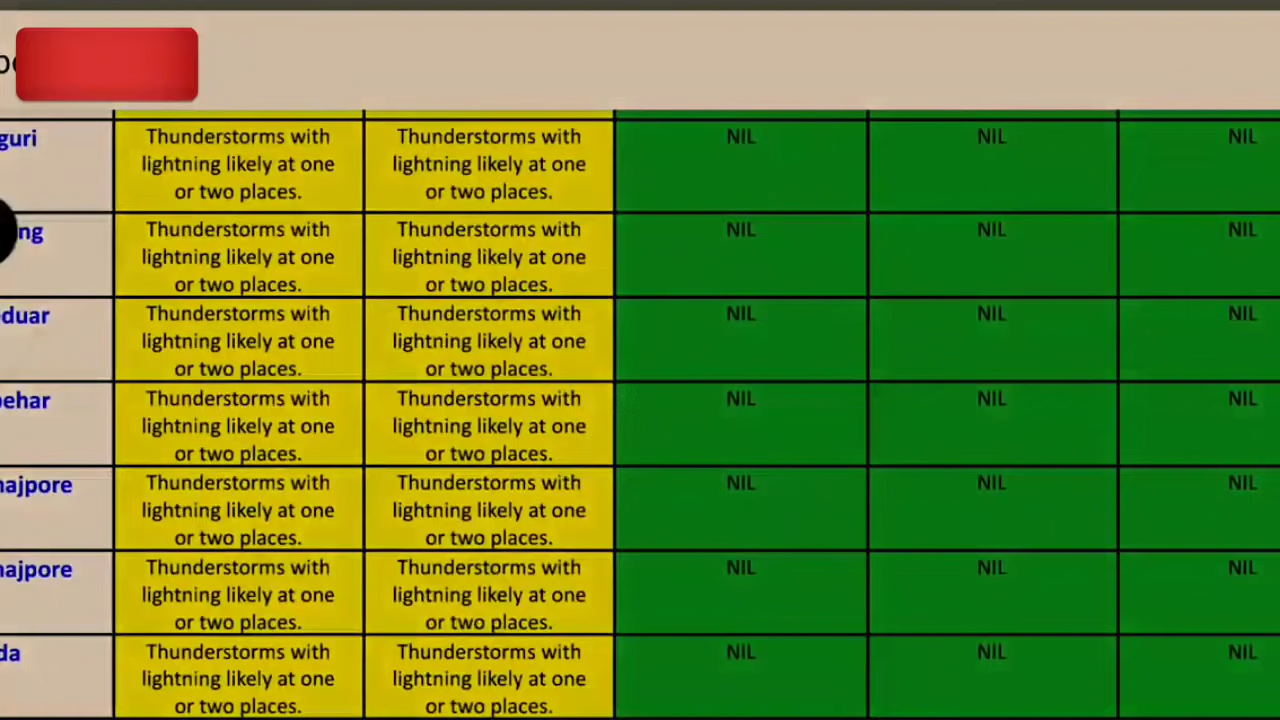 guri Thunderstorms with Thunderstorms with NIL NIL NIL
lightning likely at one lightning likely at one
or two places. or two places.
ng Thunderstorms with Thunderstorms with NIL NIL NIL
lightning likely at one lightning likely at one
or two places. or two places.
eduar Thunderstorms with Thunderstorms with NIL NIL NIL
lightning likely at one lightning likely at one
or two places. or two places.
behar Thunderstorms with Thunderstorms with NIL NIL NIL
lightning likely at one lightning likely at one
or two places. or two places.
najpore Thunderstorms with Thunderstorms with NIL NIL NIL
lightning likely at one lightning likely at one
or two places. or two places.
najpore Thunderstorms with Thunderstorms with NIL NIL NIL
lightning likely at one lightning likely at one
or two places. or two places.
da Thunderstorms with Thunderstorms with NIL NIL NIL
lightning likely at one lightning likely at one
or two places. or two places.